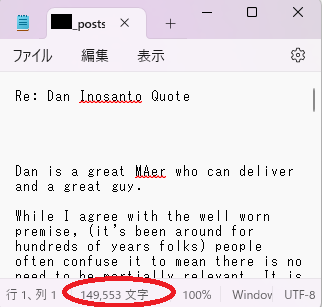 _posts
ファイル 編集 表示
Re: Dan Inosanto Quote
Dan is a great MAer who can deliver
and a great guy.
While I agree with the well worn
premise, (it's been around for
hundreds of years folks) people
often confuse it to mean there is no
need to be martially relevant. It is
行 1、列 1 149,553 文字 100% Window UTF-8